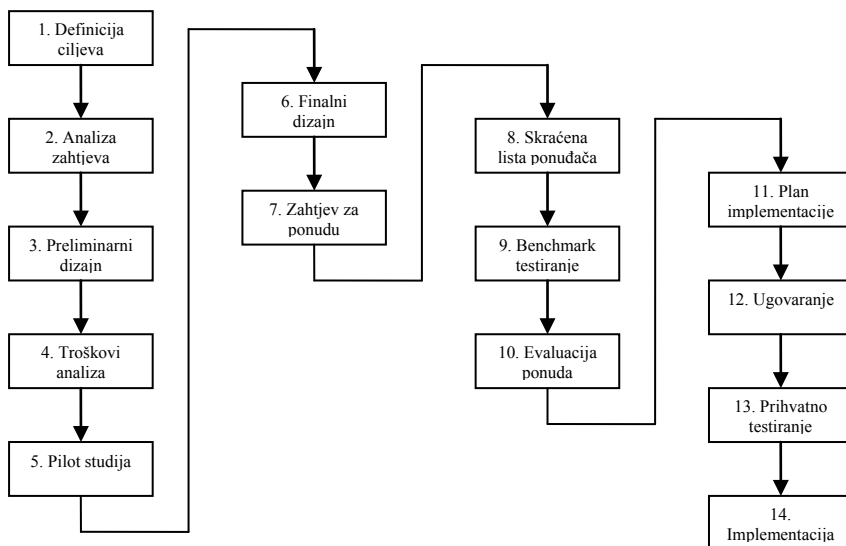 1. Definicija
ciljeva
2. Analiza
zahtjeva
3. Preliminarni
dizajn
4. Troškovi
analiza
5. Pilot studija
6. Finalni
dizajn
7. Zahtjev za
ponudu
8. Skraćena
lista ponuđača
9. Benchmark
testiranje
10. Evaluacija
ponuda
11. Plan
implementacije
12. Ugovaranje
13. Prihvatno
testiranje
14.
Implementacija